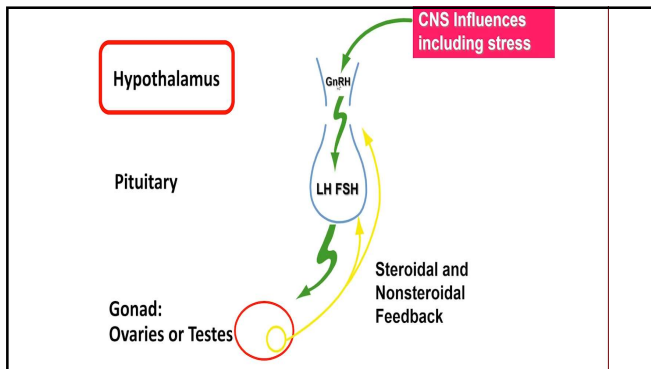 CNS Influences
including stress
Hypothalamus
GnRH
Pituitary
LH FSH
Steroidal and
Nonsteroidal
Feedback
Gonad:
Ovaries or Testes